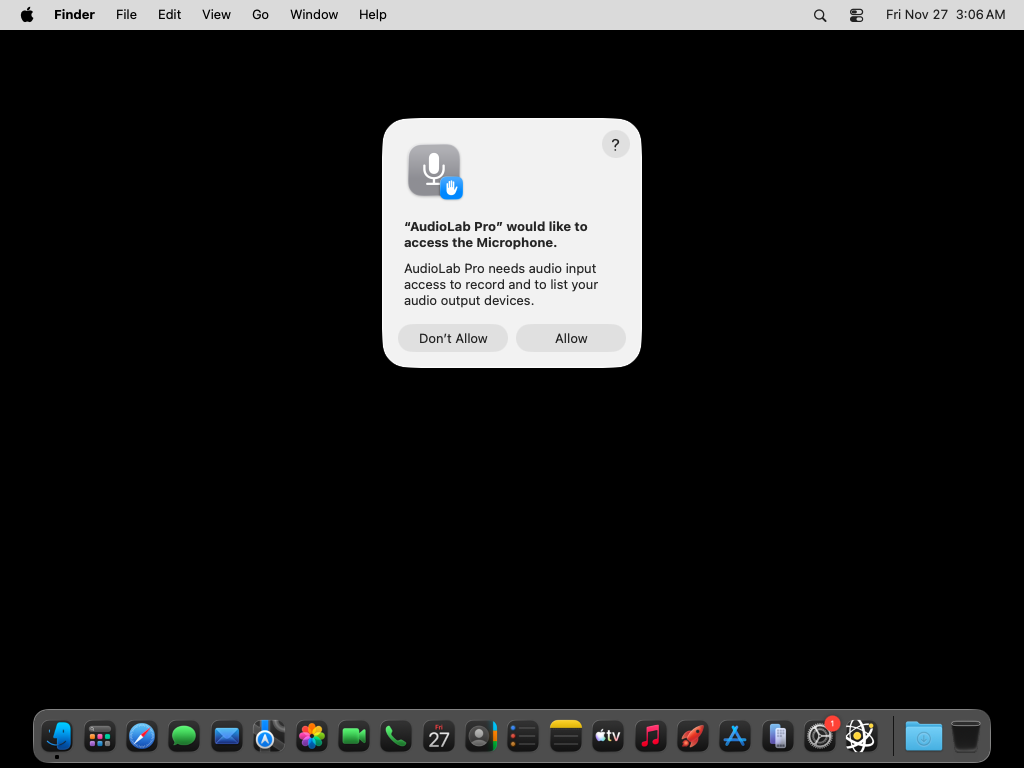 Finder File Edit View Go Window Help Fri Nov 27 3:06 AM
?
“AudioLab Pro” would like to
access the Microphone.
AudioLab Pro needs audio input
access to record and to list your
audio output devices.
Don’t Allow Allow
Fri
27
tv
1